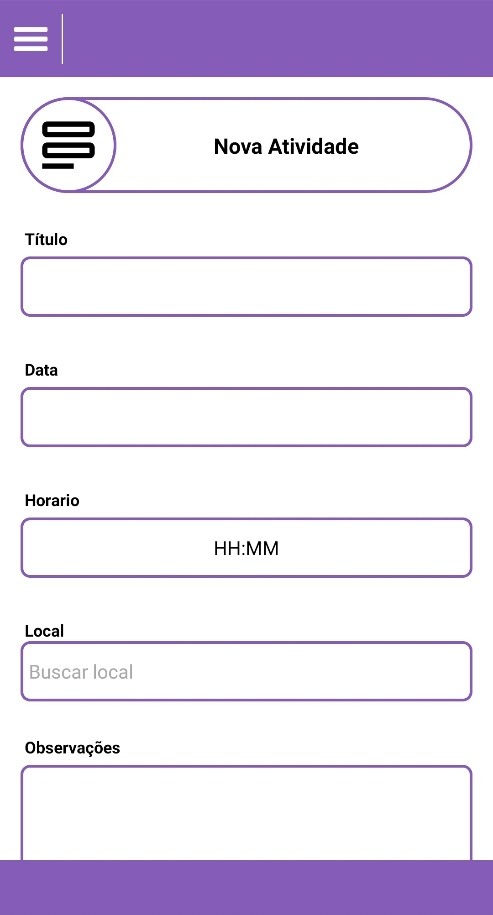 Nova Atividade
Título
Data
Horario
HH:MM
Local
Buscar local
Observações